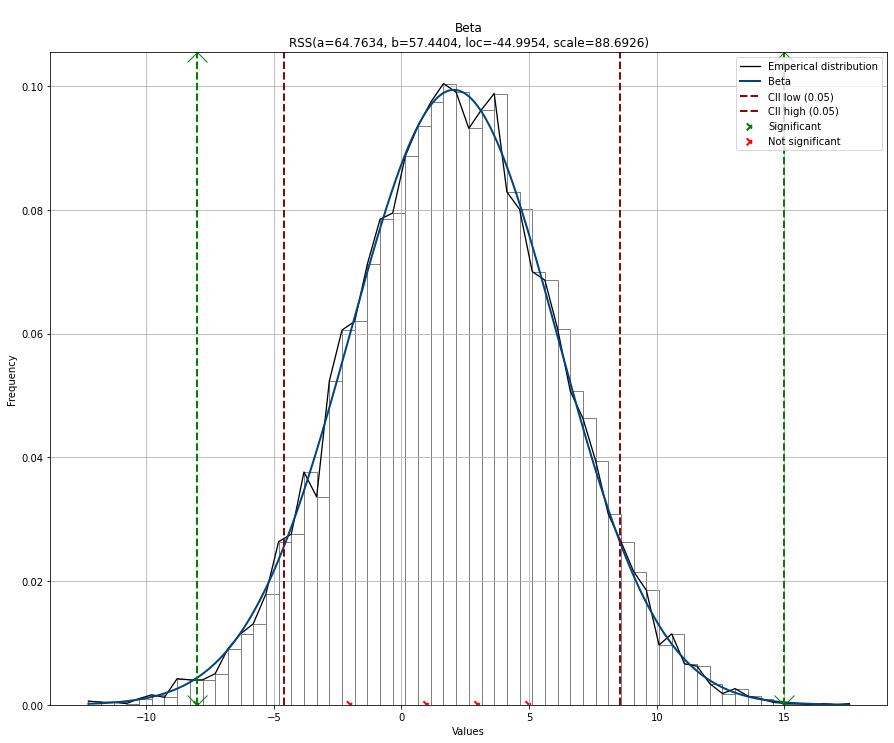 Beta
RSS(a=64.7634, b=57.4404, loc=-44.9954, scale=88.6926)
Emperical distribution
Beta
CII low (0.05)
CII high (0.05)
Significant
Not significant
0.10
0.08
0.06
0.04
0.02
0.00
Frequency
−10
−5
0
5
10
15
Values